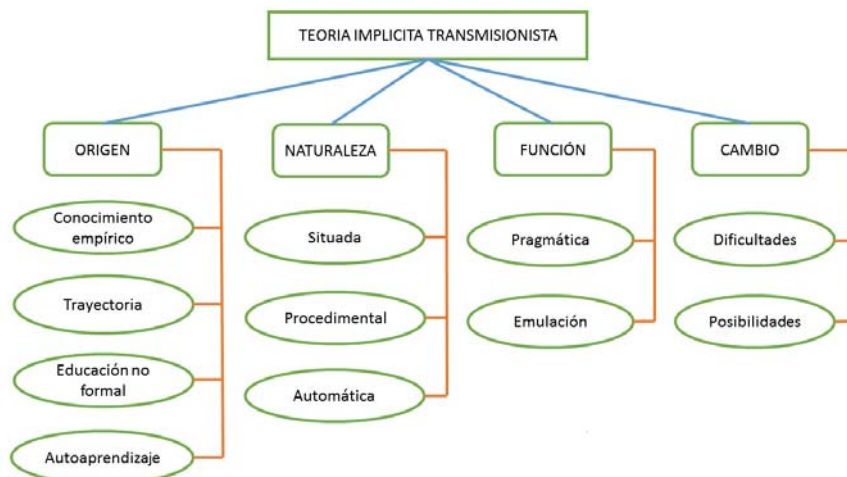 TEORIA IMPLICITA TRANSMISIONISTA
ORIGEN
NATURALEZA
FUNCIÓN
CAMBIO
Conocimiento
empírico
Trayectoria
Educación no
formal
Autoaprendizaje
Situada
Procedimental
Automática
Pragmática
Emulación
Dificultades
Posibilidades